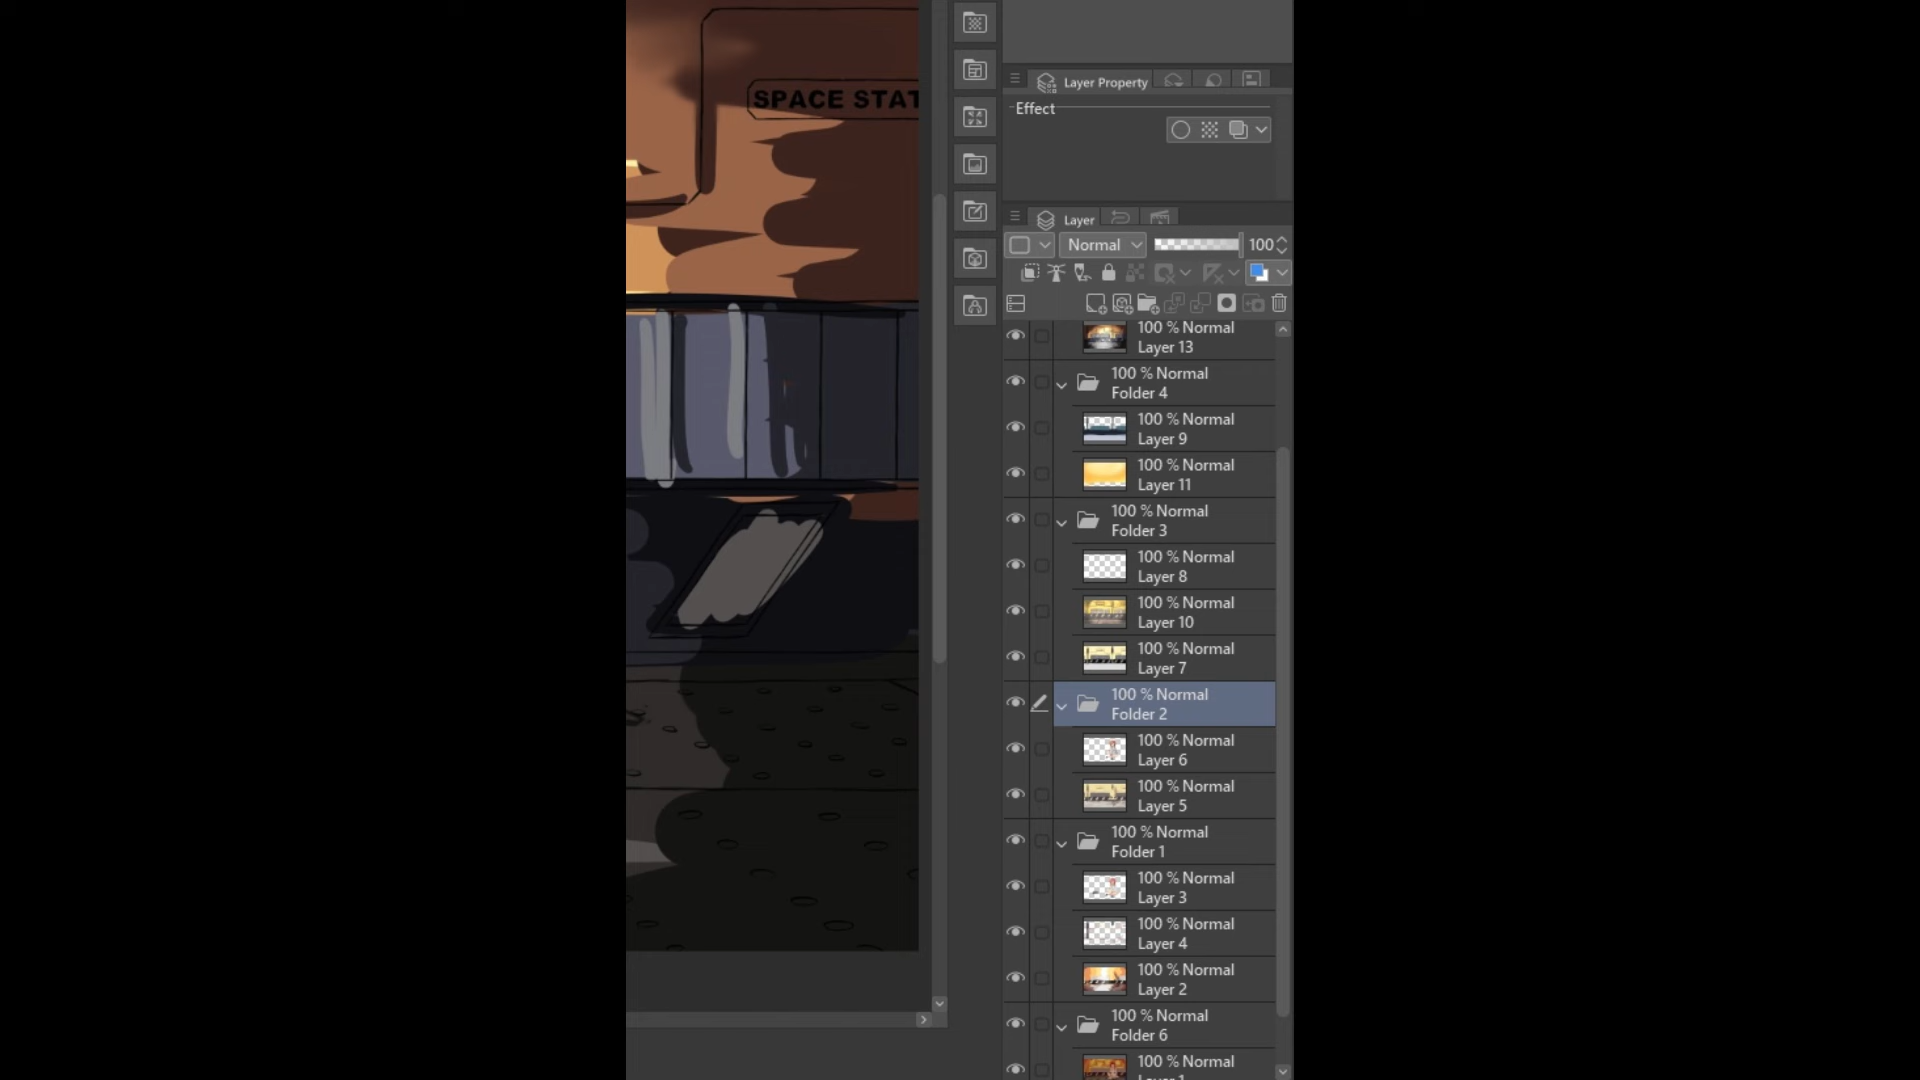 SPACE STAT
Layer Property
Effect
Layer
Normal 100
100 % Normal
Layer 13
100 % Normal
Folder 4
100 % Normal
Layer 9
100 % Normal
Layer 11
100 % Normal
Folder 3
100 % Normal
Layer 8
100 % Normal
Layer 10
100 % Normal
Layer 7
100 % Normal
Folder 2
100 % Normal
Layer 6
100 % Normal
Layer 5
100 % Normal
Folder 1
100 % Normal
Layer 3
100 % Normal
Layer 4
100 % Normal
Layer 2
100 % Normal
Folder 6
100 % Normal